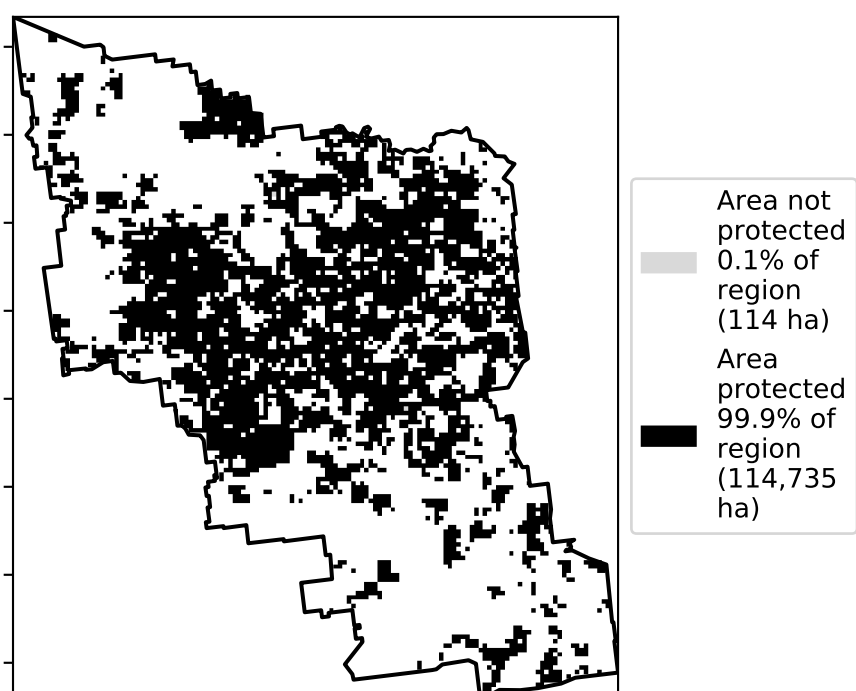 Area not
protected
0.1% of
region
(114 ha)
Area
protected
99.9% of
region
(114,735
ha)